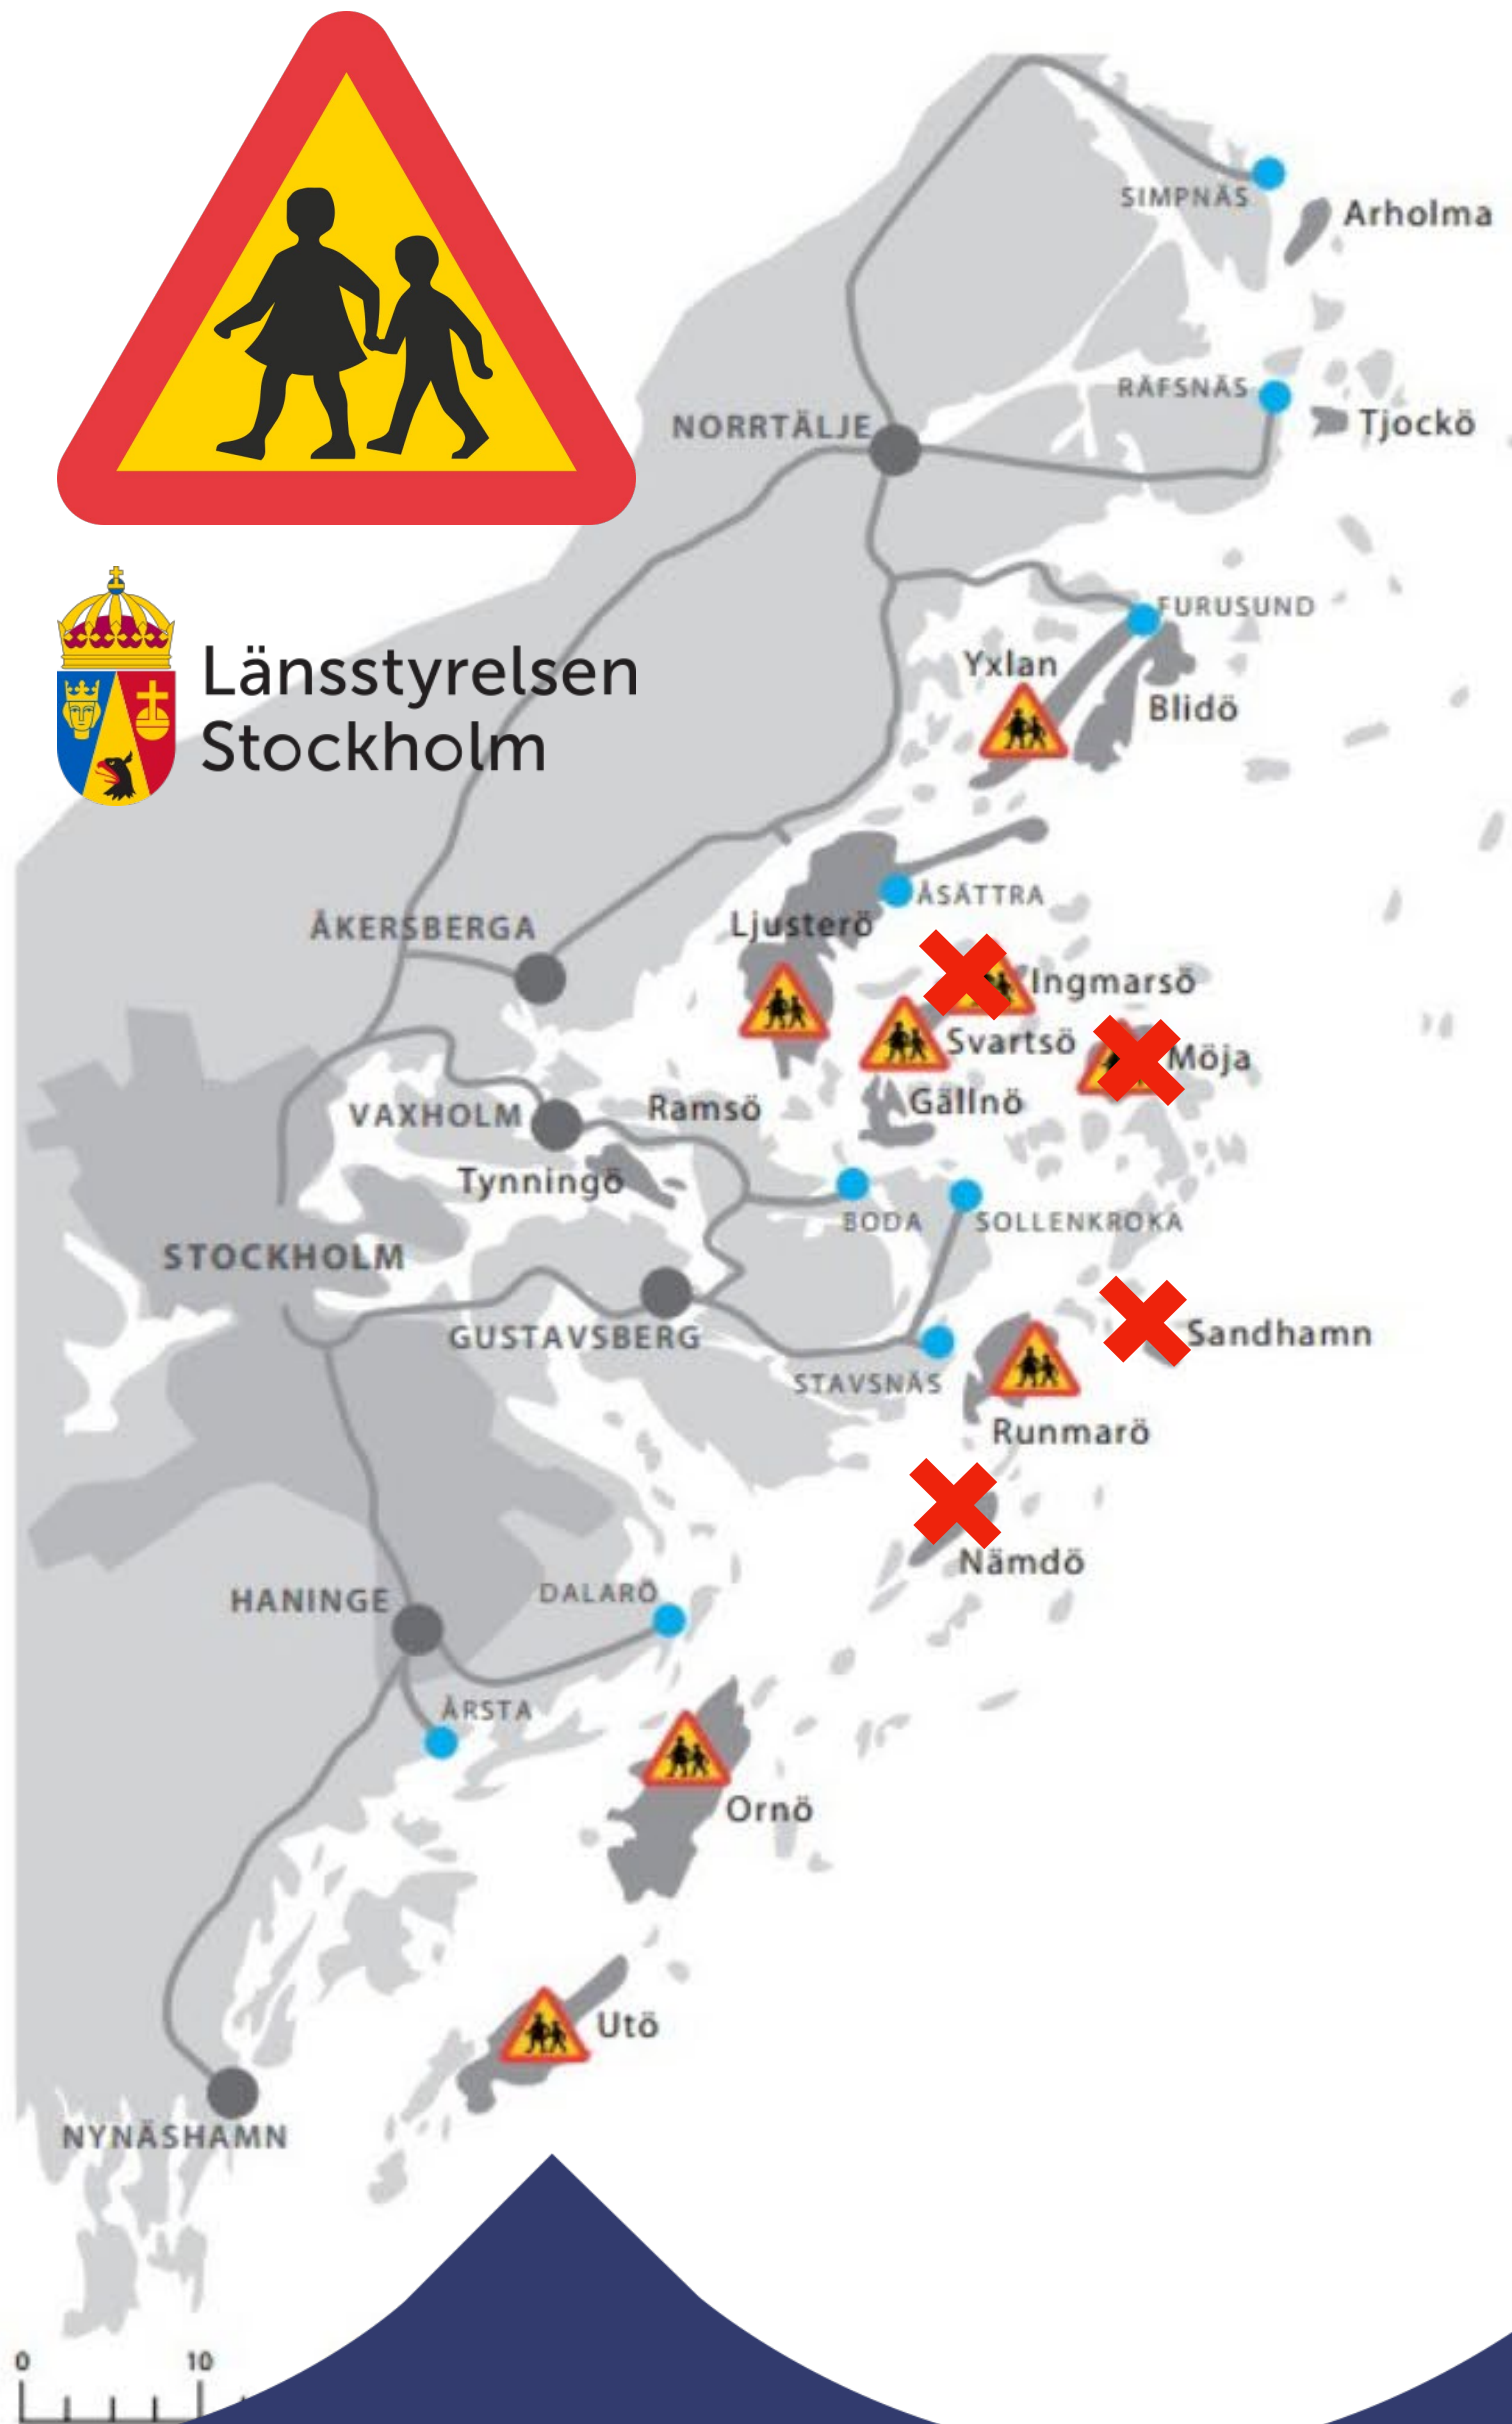 SIMPNÄS
Arholma
RÄFSNÄS
NORRTÄLJE
Tjockö
FURUSUND
Länsstyrelsen
Stockholm
Yxlan
Blidö
ÅSÄTTRA
ÅKERSBERGA
Ljusterö
Ingmarsö
Svartsö
Möja
VAXHOLM
Ramsö
Gällnö
Tynningö
BODA
SOLLENKROKA
STOCKHOLM
GUSTAVSBERG
Sandhamn
STAVSNÄS
Runmarö
Nämdö
HANINGE
DALARÖ
ÅRSTA
Ornö
Utö
NYNÄSHAMN
0 10